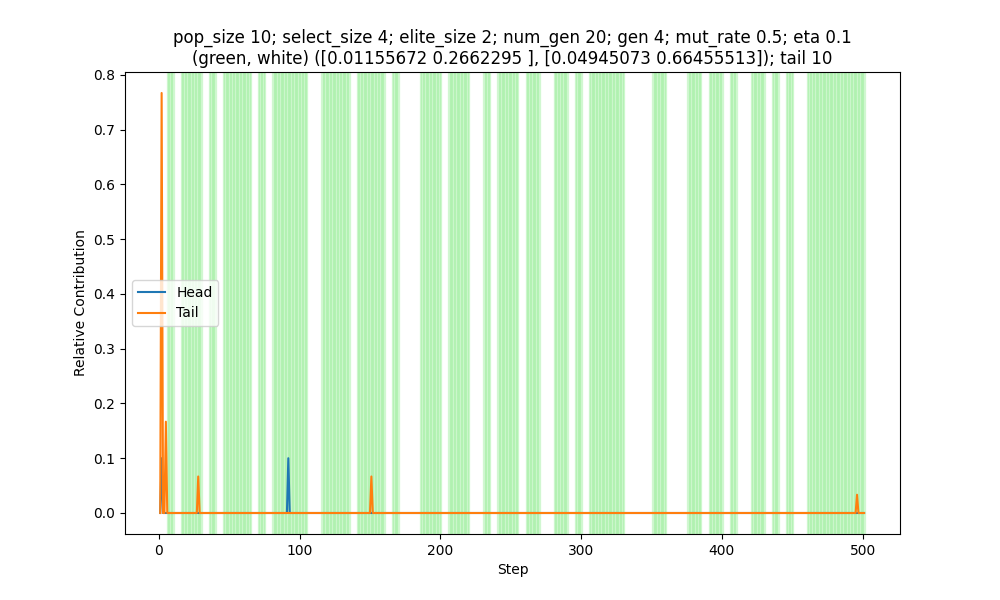 pop_size 10; select_size 4; elite_size 2; num_gen 20; gen 4; mut_rate 0.5; eta 0.1
(green, white) ([0.01155672 0.2662295 ], [0.04945073 0.66455513]); tail 10
0.8
0.7
0.6
0.5
0.4
0.3
0.2
0.1
0.0
Relative Contribution
Head
Tail
0
100
200
300
400
500
Step